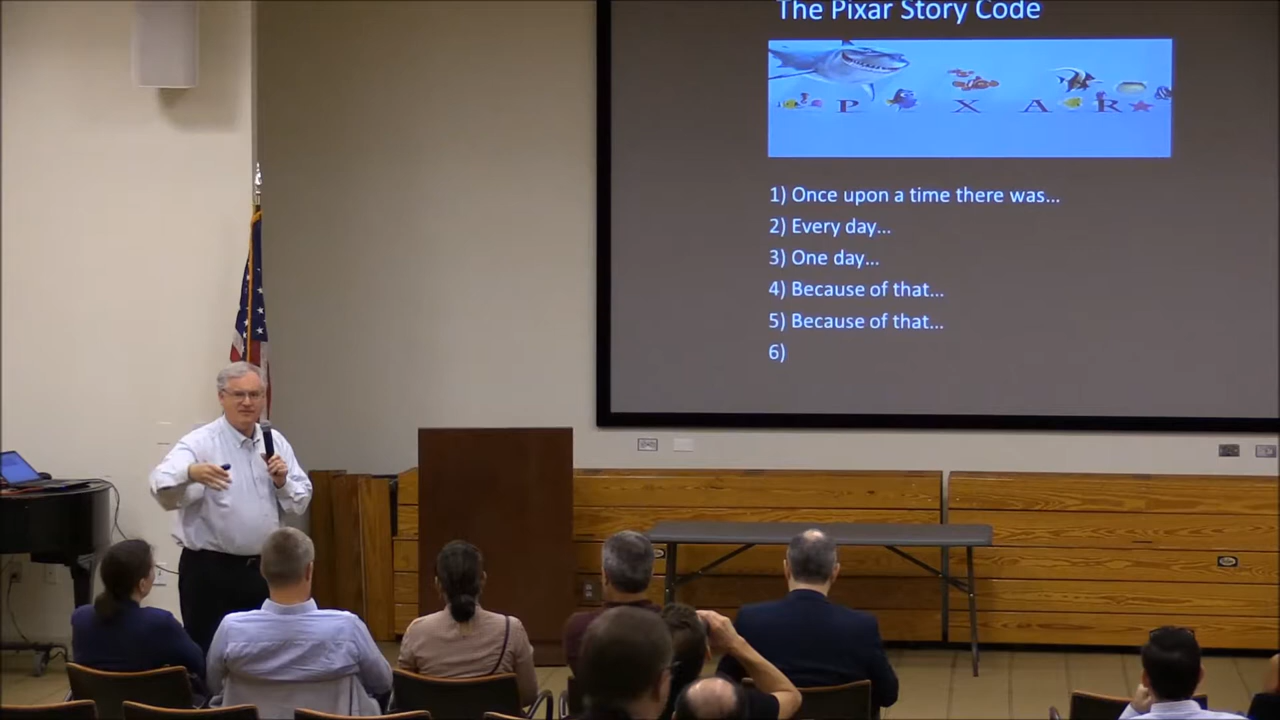 The Pixar Story Code
P X A R
1) Once upon a time there was...
2) Every day...
3) One day...
4) Because of that...
5) Because of that...
6)